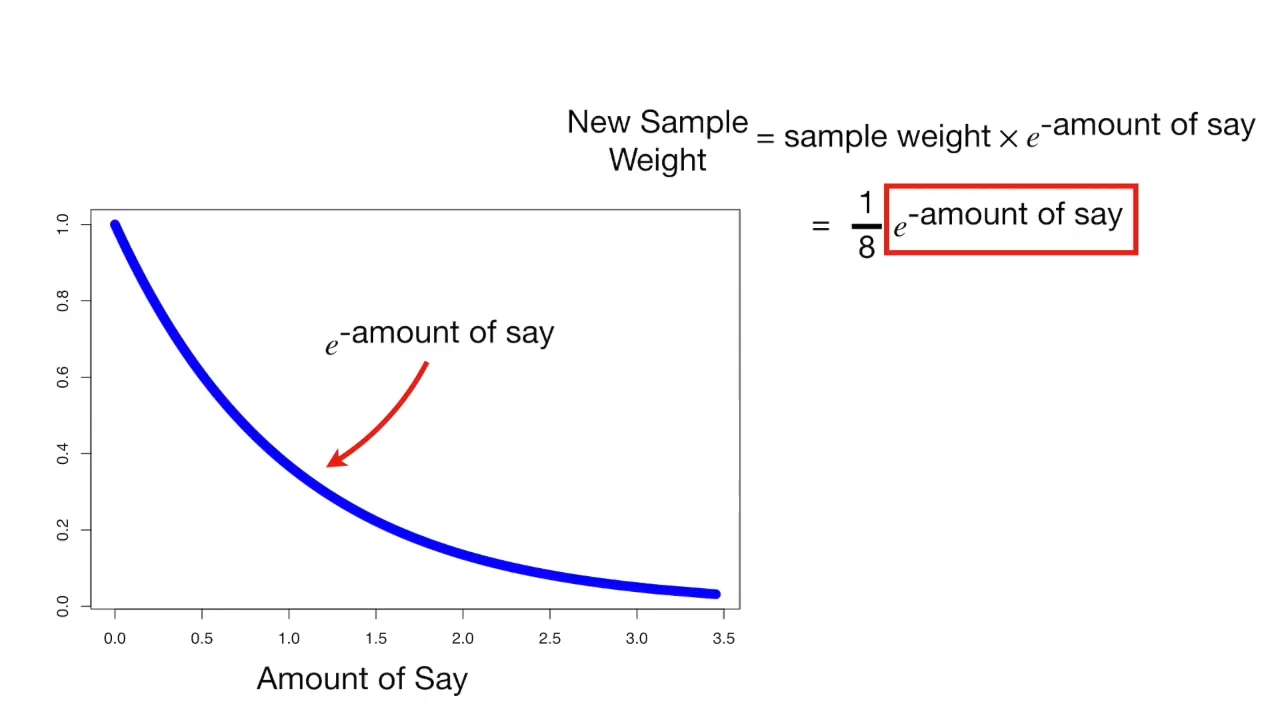 New Sample
Weight
= sample weight × e^-amount of say
= 1/8 e^-amount of say
e^-amount of say
1.0
0.8
0.6
0.4
0.2
0.0
0.0 0.5 1.0 1.5 2.0 2.5 3.0 3.5
Amount of Say